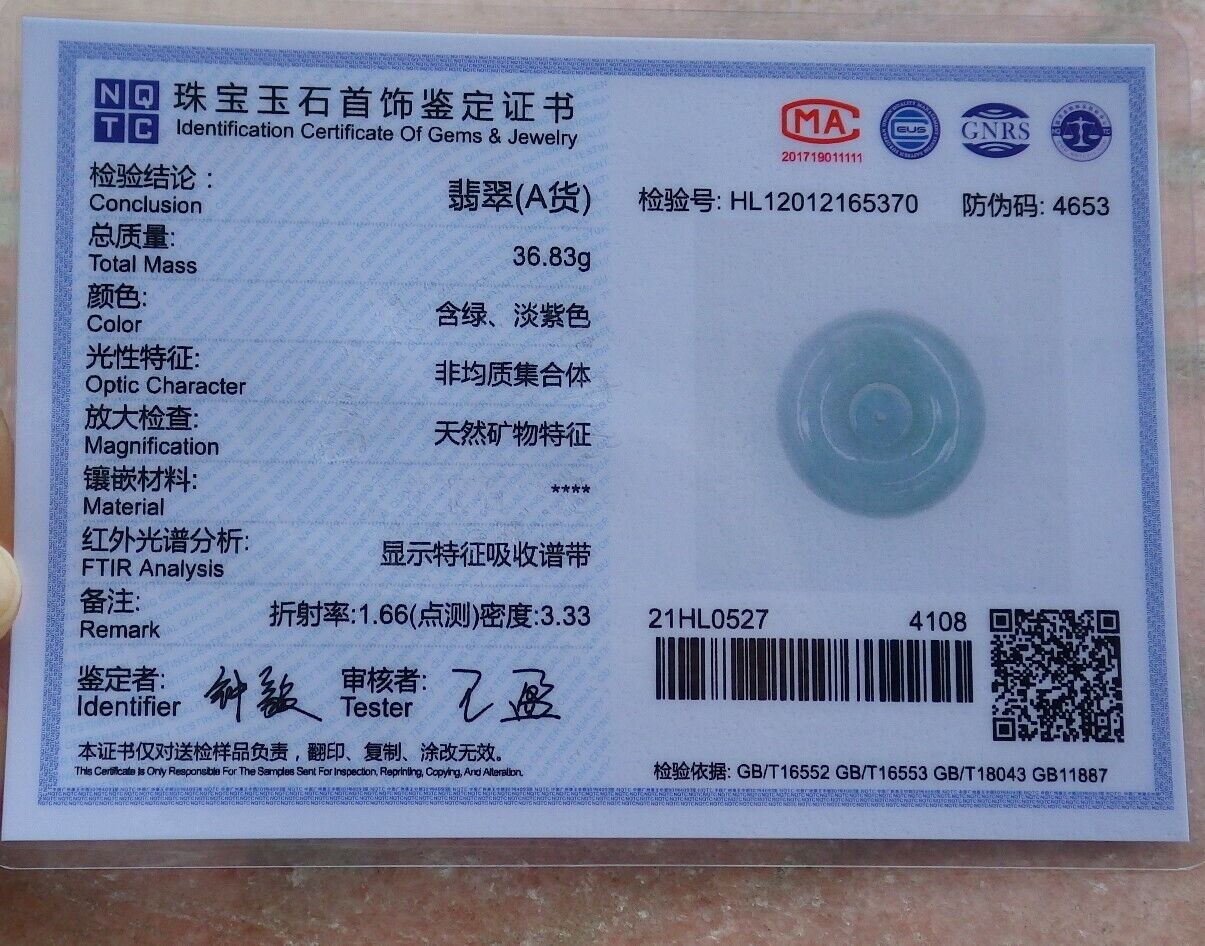 NQ
TC
珠宝玉石首饰鉴定证书
Identification Certificate Of Gems & Jewelry
MA
201719011111
EUS
GNRS
检验结论：
Conclusion
翡翠(A货)
检验号: HL12012165370 防伪码: 4653
总质量:
Total Mass
36.83g
颜色:
Color
含绿、淡紫色
光性特征:
Optic Character
非均质集合体
放大检查:
Magnification
天然矿物特征
镶嵌材料:
Material
****
红外光谱分析:
FTIR Analysis
显示特征吸收谱带
备注:
Remark
折射率:1.66(点测)密度:3.33
21HL0527 4108
鉴定者:
Identifier
钟敏
审核者:
Tester
王盈
本证书仅对送检样品负责，翻印、复制、涂改无效。
This Certificate Is Only Responsible For The Samples Sent For Inspection, Reprinting, Copying, And Alteration.
检验依据: GB/T16552 GB/T16553 GB/T18043 GB11887